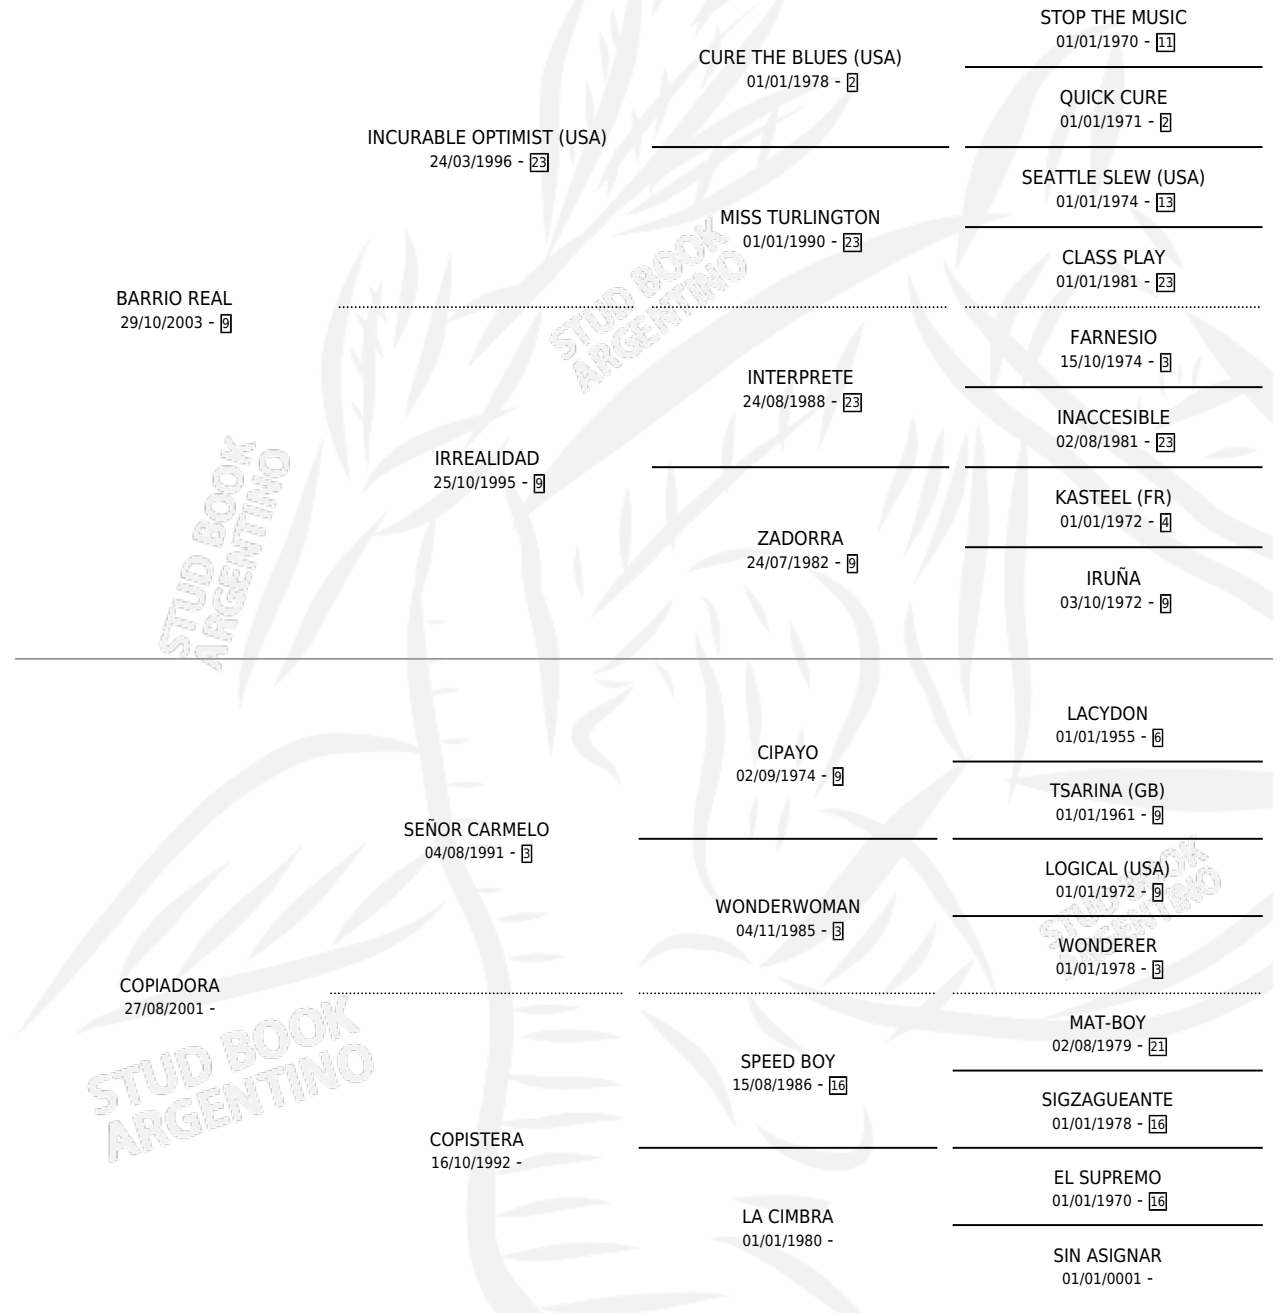 STOP THE MUSIC
01/01/1970 - 11
CURE THE BLUES (USA)
01/01/1978 - 2
QUICK CURE
01/01/1971 - 2
INCURABLE OPTIMIST (USA)
24/03/1996 - 23
SEATTLE SLEW (USA)
01/01/1974 - 13
MISS TURLINGTON
01/01/1990 - 23
CLASS PLAY
01/01/1981 - 23
BARRIO REAL
29/10/2003 - 9
STUD BOOK
ARGENTINO
FARNESIO
15/10/1974 - 3
INTERPRETE
24/08/1988 - 23
INACCESIBLE
02/08/1981 - 23
IRREALIDAD
25/10/1995 - 9
KASTEEL (FR)
01/01/1972 - 4
ZADORRA
24/07/1982 - 9
IRUÑA
03/10/1972 - 9
STUD BOOK
ARGENTINO
LACYDON
01/01/1955 - 6
CIPAYO
02/09/1974 - 9
TSARINA (GB)
01/01/1961 - 9
SEÑOR CARMELO
04/08/1991 - 3
LOGICAL (USA)
01/01/1972 - 9
WONDERWOMAN
04/11/1985 - 3
WONDERER
01/01/1978 - 3
STUD BOOK
ARGENTINO
COPIADORA
27/08/2001 -
MAT-BOY
02/08/1979 - 21
SPEED BOY
15/08/1986 - 16
SIGZAGUEANTE
01/01/1978 - 16
STUD BOOK
ARGENTINO
COPISTERA
16/10/1992 -
EL SUPREMO
01/01/1970 - 16
LA CIMBRA
01/01/1980 -
SIN ASIGNAR
01/01/0001 -